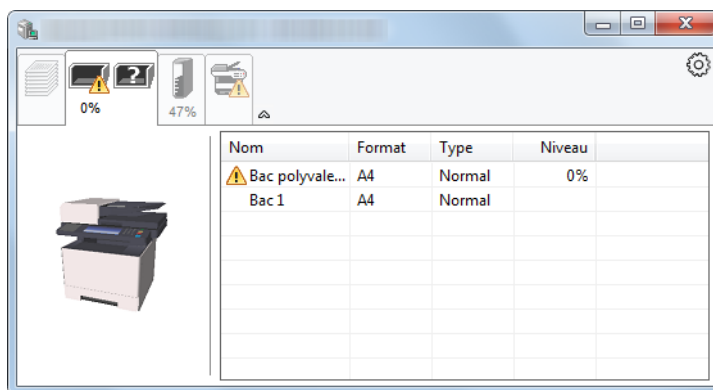 0%
47%
Nom Format Type Niveau
Bac polyvale... A4 Normal 0%
Bac 1 A4 Normal